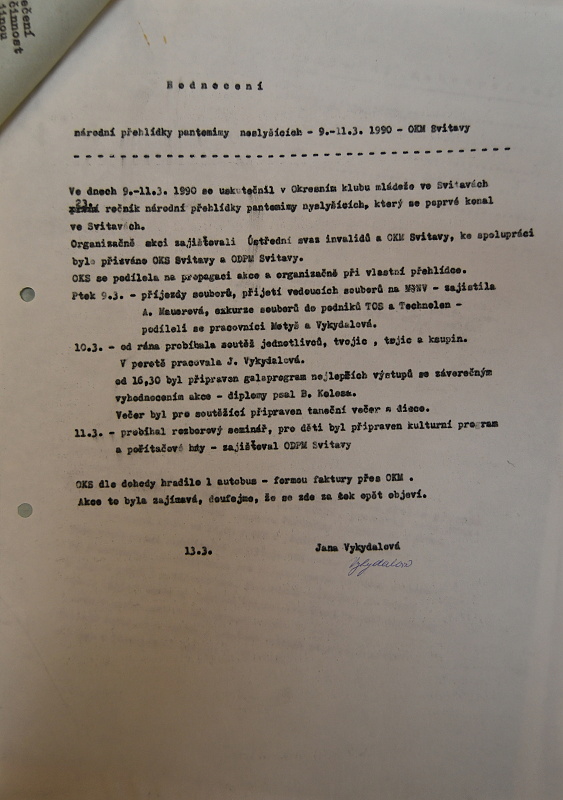 ečení
činnost
inou
H o d n o c e n í
národní přehlídky pantomimy neslyšících - 9.-11.3. 1990 - OKM Svitavy
Ve dnech 9.-11.3. 1990 se uskutečnil v Okresním klubu mládeže ve Svitavách
21. ročník národní přehlídky pantomimy nyslyšících, který se poprvé konal
ve Svitavách.
Organizačně akci zajišťovali Ústřední svaz invalidů a OKM Svitavy, ke spolupráci
bylo přizváno OKS Svitavy a ODPM Svitavy.
OKS se podílela na propagaci akce a organizačně při vlastní přehlídce.
Ptek 9.3. - příjezdy souborů, přijetí vedoucích souborů na - zajistila
A. Mauerová, exkurze souborů do podniků TOS a Technolen -
podíleli se pracovníci Motyš a Vykydalová.
10.3. - od rána probíhala soutěž jednotlivců, dvojic , trojic a skupin.
V porotě pracovala J. Vykydalová.
od 16,30 byl připraven galaprogram nejlepších výstupů se závěrečným
vyhodnocením akce - diplomy psal B. Kolesa.
Večer byl pro soutěžící připraven taneční večer a disco.
11.3. - probíhal rozborový seminář, pro děti byl připraven kulturní program
a počítačové hry - zajišťoval ODPM Svitavy
OKS dle dohody hradilo 1 autobus - formou faktury přes OKM .
Akce to byla zajímavá, doufejme, že se zde za rok opět objeví.
13.3. Jana Vykydalová
Vykydalová